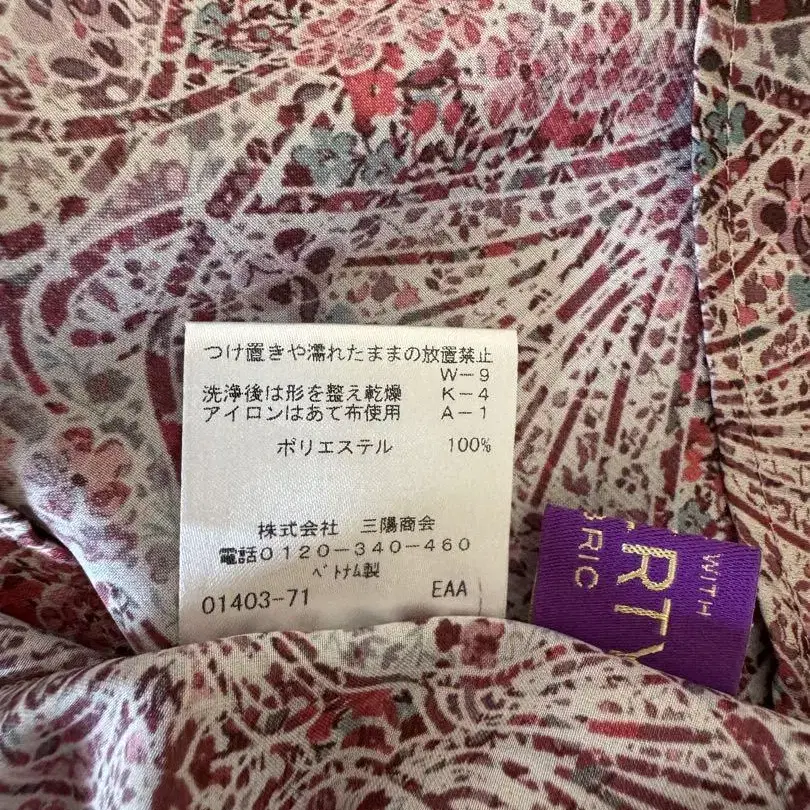 つけ置きや濡れたままの放置禁止
W－9
洗浄後は形を整え乾燥 K－4
アイロンはあて布使用 A－1
ポリエステル 100%
株式会社 三陽商会
電話0120－340－460
ベトナム製
01403-71 EAA
WITH
ERTY
BRIC